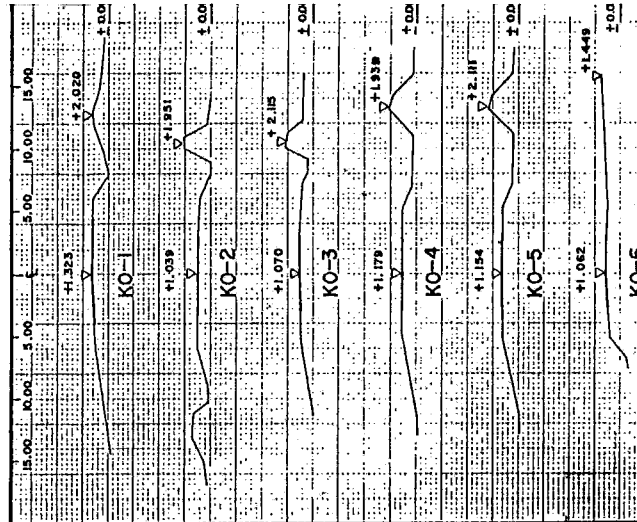 15.00 10.00 5.00 5.00 10.00 15.00
+1.323 +2.020 ±0.0
KO-1
+1.039 +1.951 ±0.0
KO-2
+1.070 +2.115 ±0.0
KO-3
+1.179 +1.939 ±0.0
KO-4
+1.154 +2.111 ±0.0
KO-5
+1.062 +1.449 ±0.0